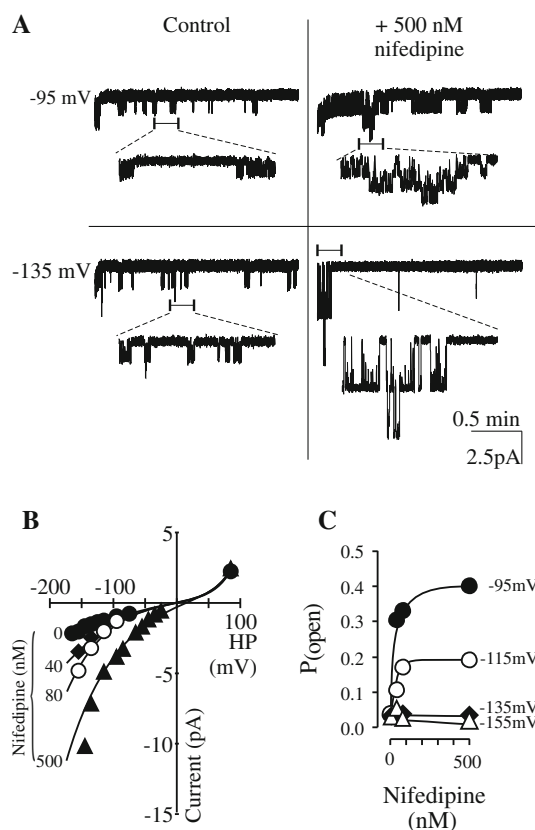 A
Control
+ 500 nM
nifedipine
-95 mV
-135 mV
0.5 min
2.5pA
B
5
-200
-100
100
HP
(mV)
0
40
80
500
Nifedipine (nM)
-5
-10
-15
Current (pA)
C
0.5
0.4
0.3
0.2
0.1
0.0
P(open)
-95mV
-115mV
-135mV
-155mV
0
500
Nifedipine
(nM)